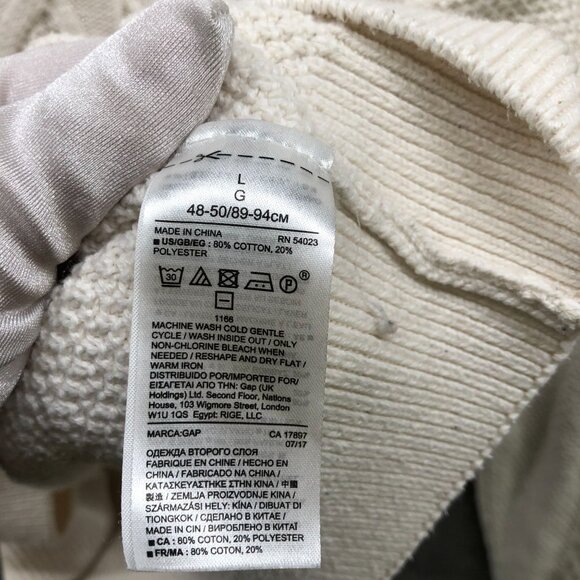 L
G
48-50/89-94CM
MADE IN CHINA RN 54023
■ US/GB/EG : 80% COTTON, 20%
POLYESTER
30 P ®
1166
MACHINE WASH COLD GENTLE
CYCLE / WASH INSIDE OUT / ONLY
NON-CHLORINE BLEACH WHEN
NEEDED / RESHAPE AND DRY FLAT /
WARM IRON
DISTRIBUIDO POR/IMPORTED FOR/
ΕΙΣΑΓΕΤΑΙ ΑΠΟ ΤΗΝ: Gap (UK
Holdings) Ltd. Second Floor, Nations
House, 103 Wigmore Street, London
W1U 1QS Egypt: RIGE, LLC
MARCA:GAP CA 17897
07/17
ОДЕЖДА ВТОРОГО СЛОЯ
FABRIQUE EN CHINE / HECHO EN
CHINA / FABRICADO NA CHINA /
ΚΑΤΑΣΚΕΥΑΣΤΗΚΕ ΣΤΗΝ ΚΙΝΑ / 中國
製造 / ZEMLJA PROIZVODNJE KINA /
SZÁRMAZÁSI HELY: KÍNA / DIBUAT DI
TIONGKOK / СДЕЛАНО В КИТАЕ /
MADE IN CIN / ВИРОБЛЕНО В КИТАЇ
■ CA : 80% COTTON, 20% POLYESTER
■ FR/MA : 80% COTTON, 20%